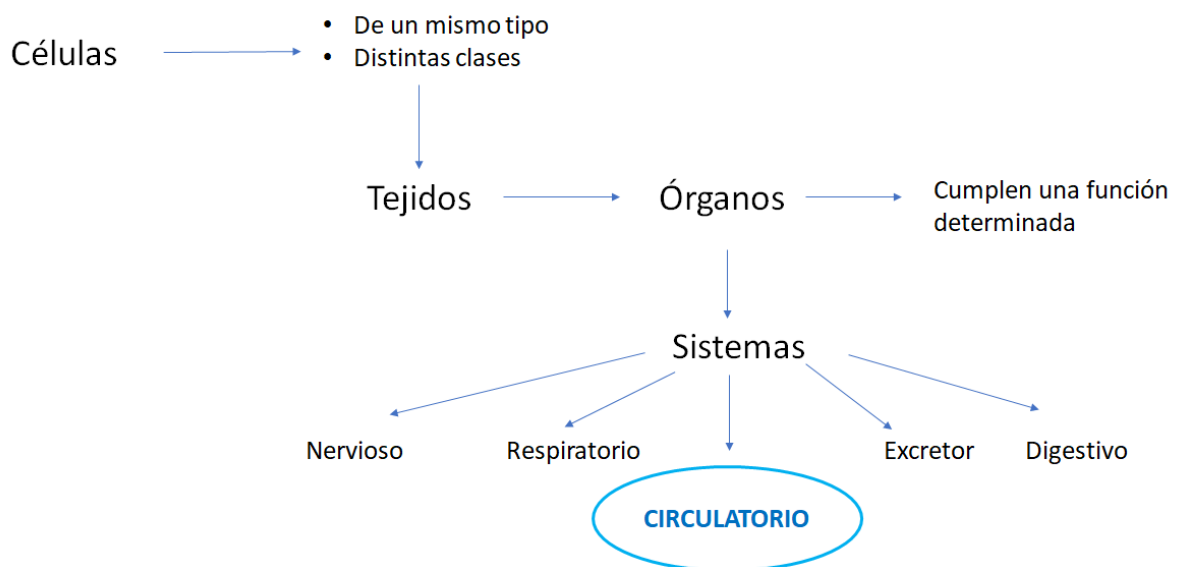 Células
• De un mismo tipo
• Distintas clases
Tejidos
Órganos
Cumplen una función
determinada
Sistemas
Nervioso
Respiratorio
Excretor
Digestivo
CIRCULATORIO